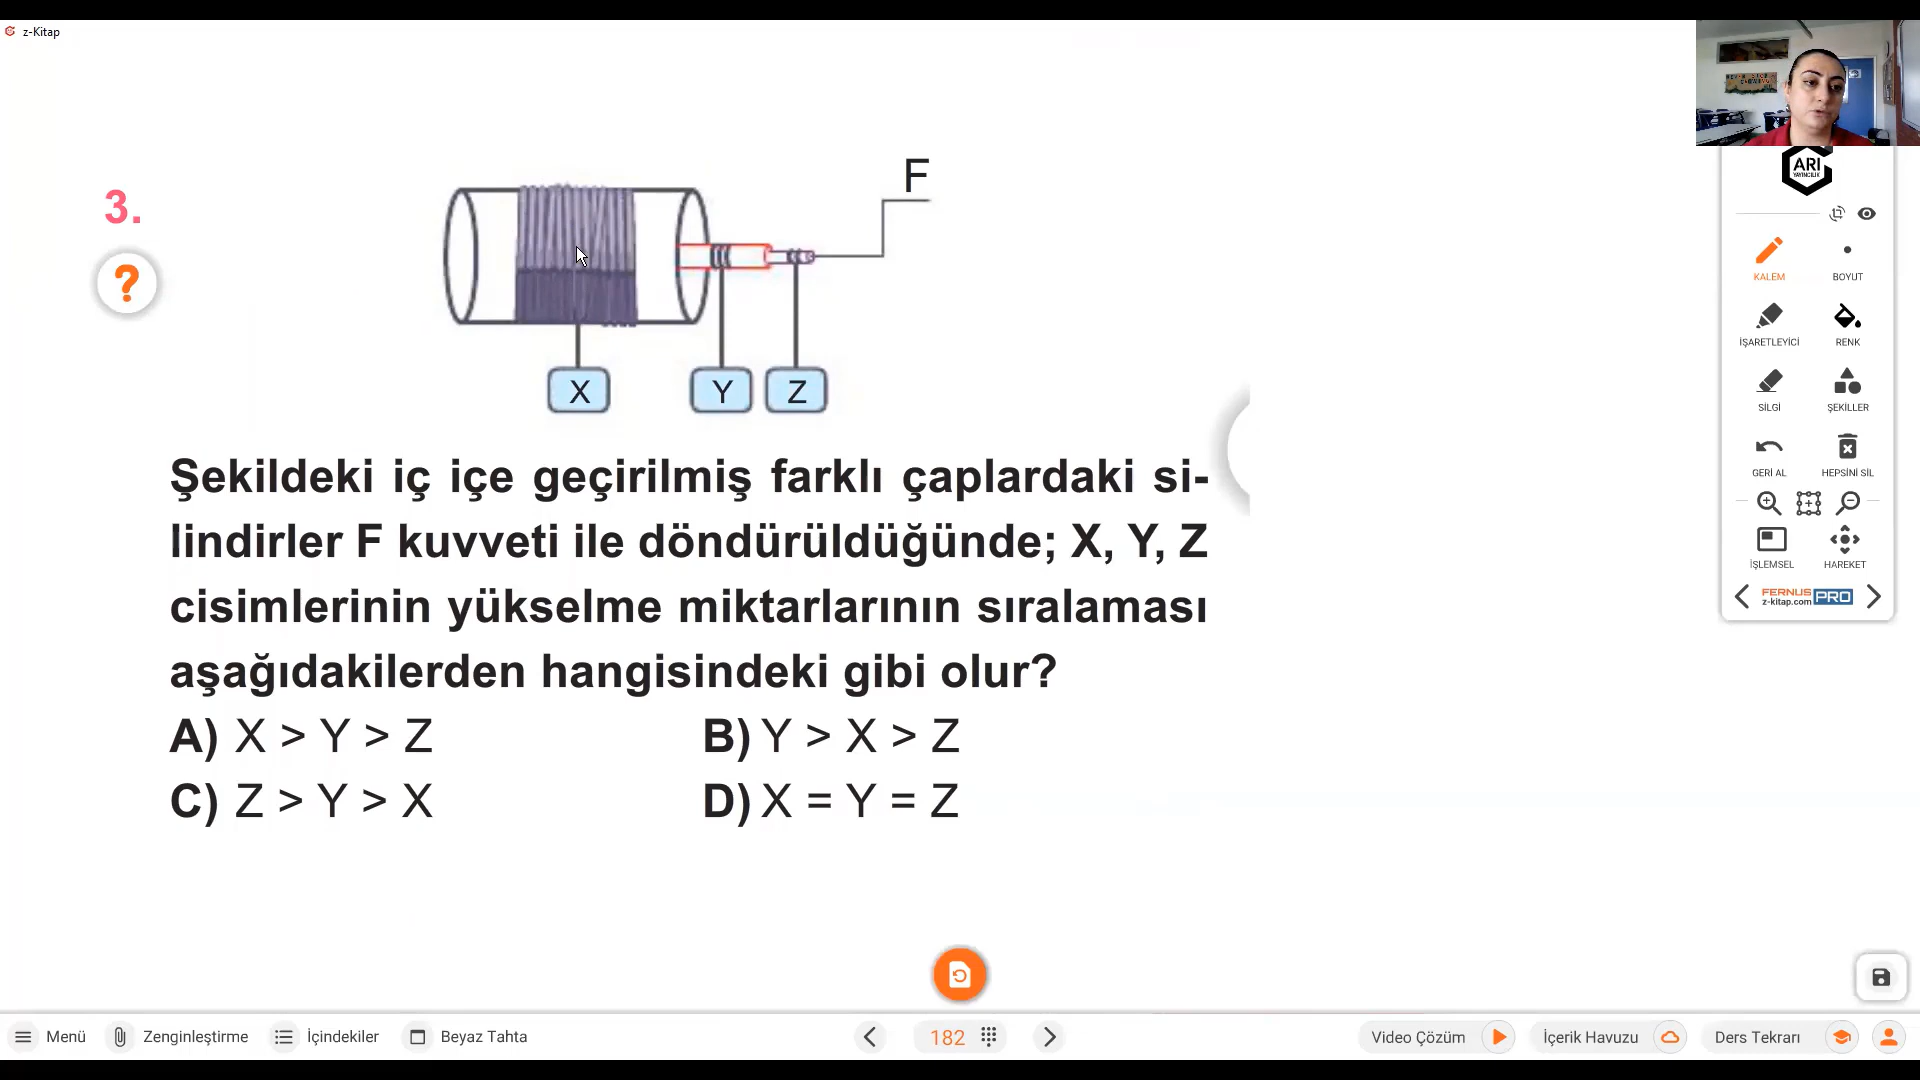 z-Kitap
F
3.
?
X
Y
Z
Şekildeki iç içe geçirilmiş farklı çaplardaki si-
lindirler F kuvveti ile döndürüldüğünde; X, Y, Z
cisimlerinin yükselme miktarlarının sıralaması
aşağıdakilerden hangisindeki gibi olur?
A) X > Y > Z
B) Y > X > Z
C) Z > Y > X
D) X = Y = Z
ARI
YAYINCILIK
KALEM
BOYUT
İŞARETLEYİCİ
RENK
SİLGİ
ŞEKİLLER
GERİ AL
HEPSİNİ SİL
İŞLEMSEL
HAREKET
FERNUS
z-kitap.com
PRO
Menü
Zenginleştirme
İçindekiler
Beyaz Tahta
182
Video Çözüm
İçerik Havuzu
Ders Tekrarı